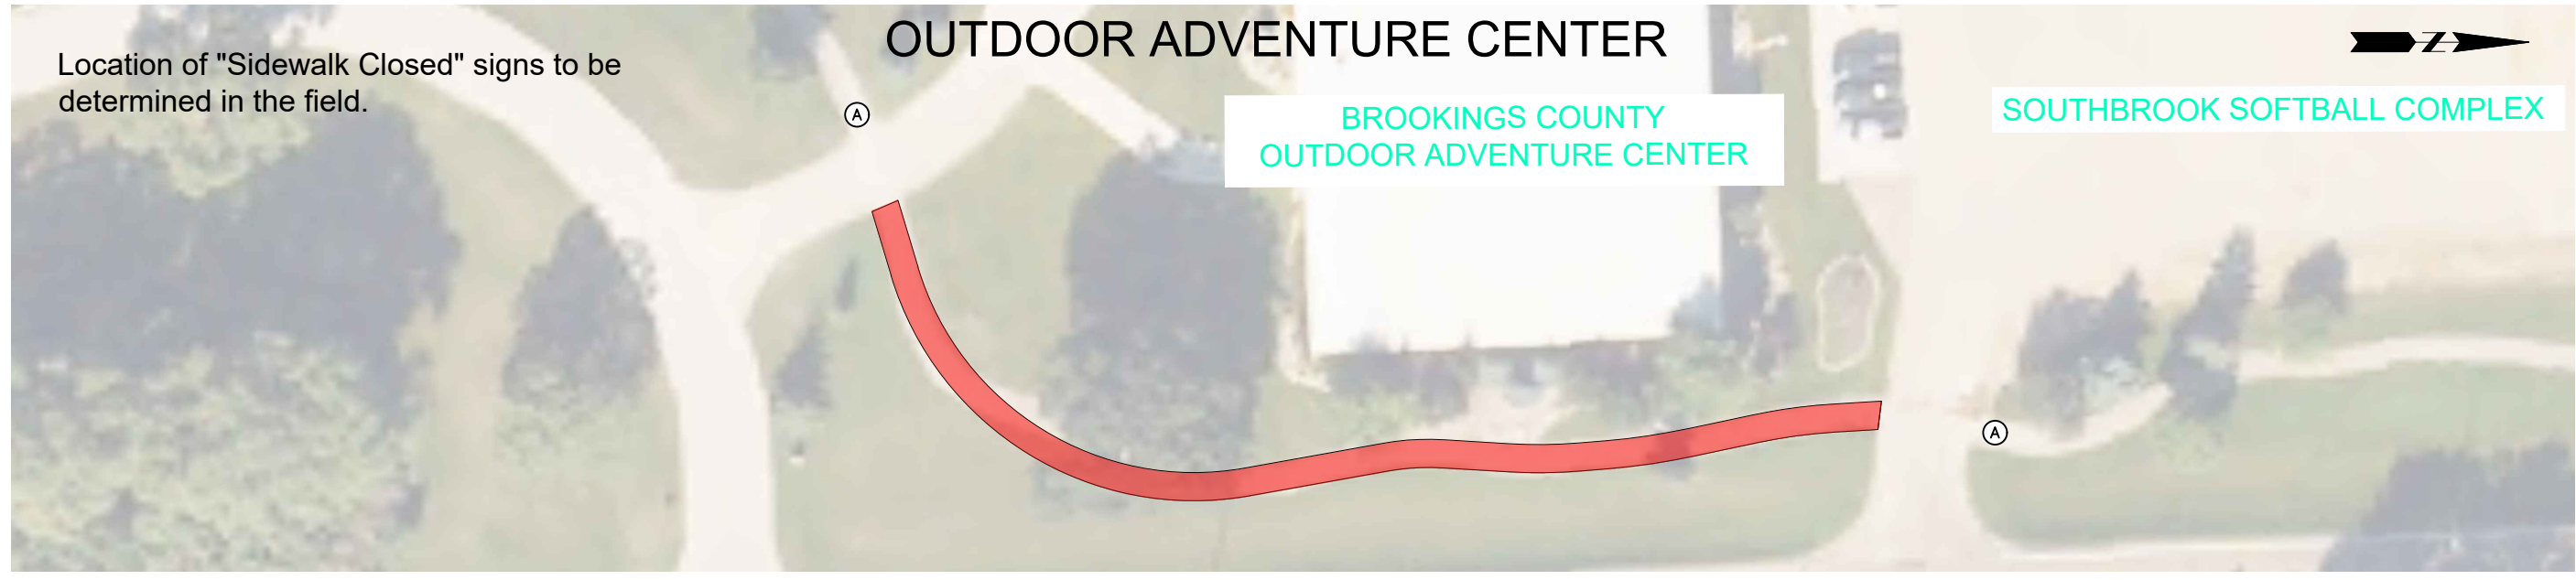 OUTDOOR ADVENTURE CENTER
Location of "Sidewalk Closed" signs to be
determined in the field.
A
BROOKINGS COUNTY
OUTDOOR ADVENTURE CENTER
Z
SOUTHBROOK SOFTBALL COMPLEX
A